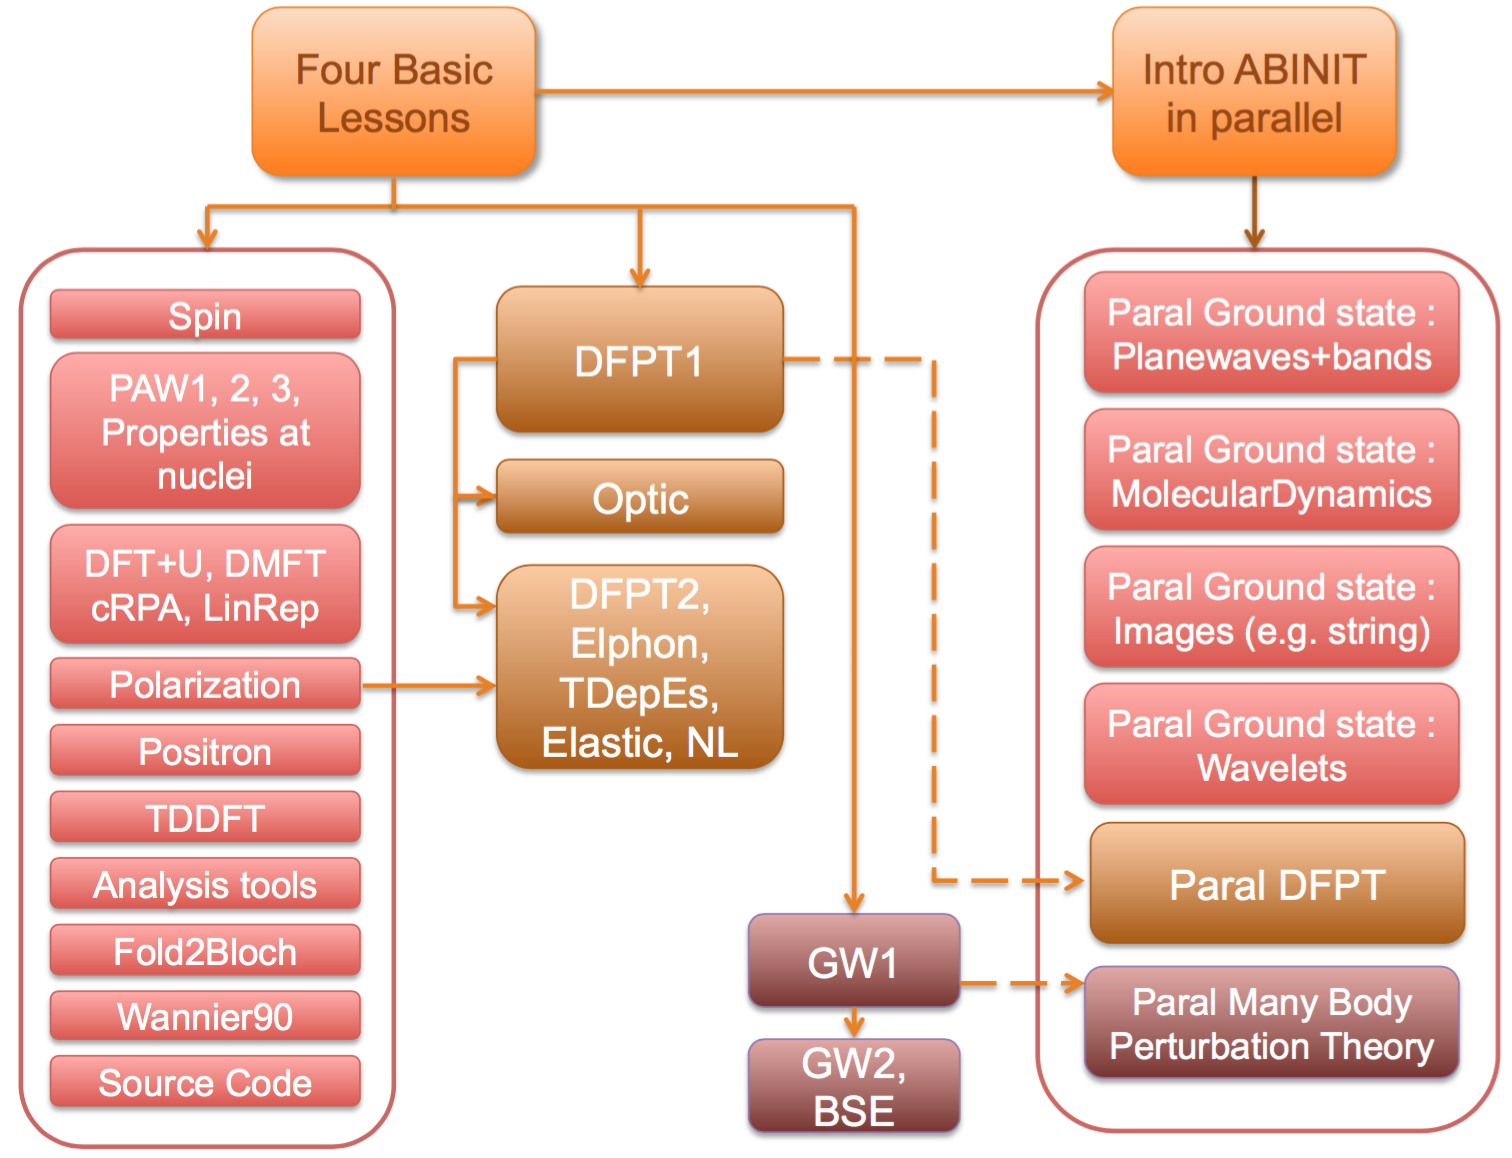 Four Basic
Lessons
Intro ABINIT
in parallel
Spin
PAW1, 2, 3,
Properties at
nuclei
DFT+U, DMFT
cRPA, LinRep
Polarization
Positron
TDDFT
Analysis tools
Fold2Bloch
Wannier90
Source Code
DFPT1
Optic
DFPT2,
Elphon,
TDepEs,
Elastic, NL
GW1
GW2,
BSE
Paral Ground state :
Planewaves+bands
Paral Ground state :
MolecularDynamics
Paral Ground state :
Images (e.g. string)
Paral Ground state :
Wavelets
Paral DFPT
Paral Many Body
Perturbation Theory